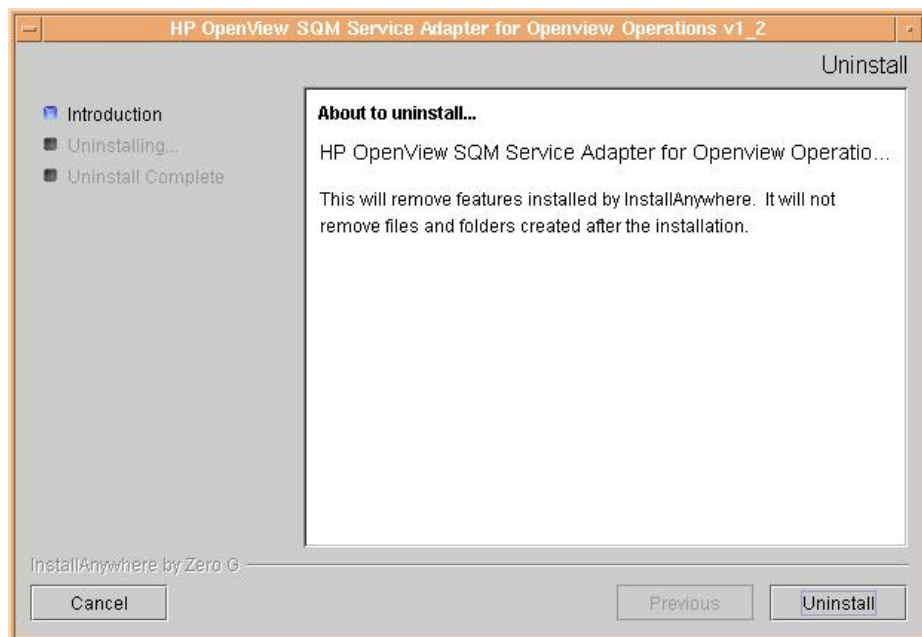 HP OpenView SQM Service Adapter for Openview Operations v1_2
Uninstall
Introduction
Uninstalling...
Uninstall Complete
About to uninstall...
HP OpenView SQM Service Adapter for Openview Operatio...
This will remove features installed by InstallAnywhere. It will not
remove files and folders created after the installation.
InstallAnywhere by Zero G
Cancel
Previous
Uninstall